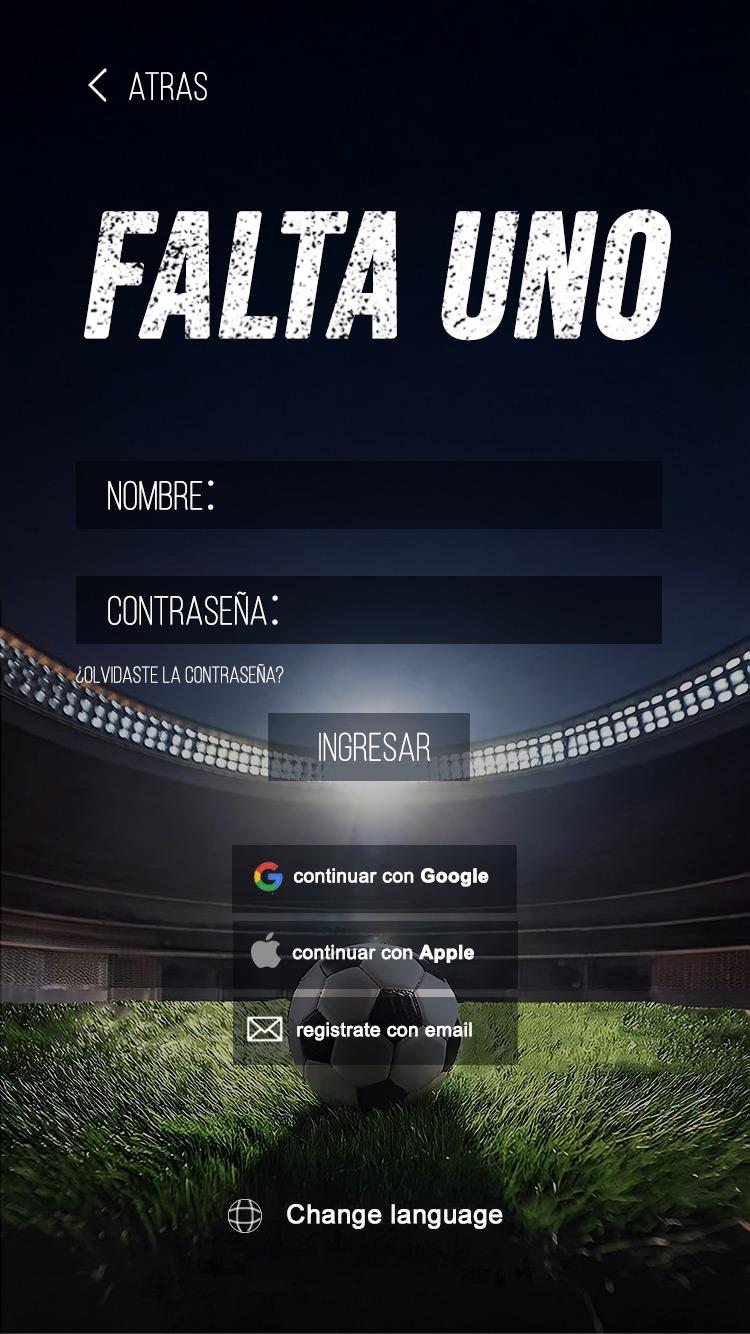 ATRAS
FALTA UNO
NOMBRE:
CONTRASEÑA:
¿OLVIDASTE LA CONTRASEÑA?
INGRESAR
continuar con Google
continuar con Apple
registrate con email
Change language